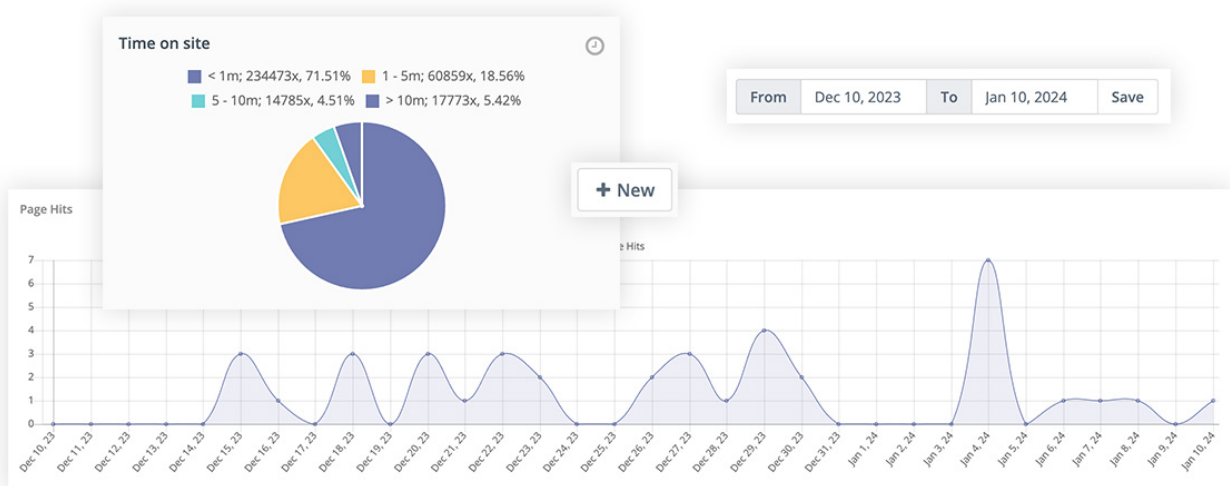 Time on site
< 1m; 234473x, 71.51% 1 - 5m; 60859x, 18.56%
5 - 10m; 14785x, 4.51% > 10m; 17773x, 5.42%
From Dec 10, 2023 To Jan 10, 2024 Save
+ New
Page Hits
e Hits
7
6
5
4
3
2
1
0
Dec 10, 23
Dec 11, 23
Dec 12, 23
Dec 13, 23
Dec 14, 23
Dec 15, 23
Dec 16, 23
Dec 17, 23
Dec 18, 23
Dec 19, 23
Dec 20, 23
Dec 21, 23
Dec 22, 23
Dec 23, 23
Dec 24, 23
Dec 25, 23
Dec 26, 23
Dec 27, 23
Dec 28, 23
Dec 29, 23
Dec 30, 23
Dec 31, 23
Jan 1, 24
Jan 2, 24
Jan 3, 24
Jan 4, 24
Jan 5, 24
Jan 6, 24
Jan 7, 24
Jan 8, 24
Jan 9, 24
Jan 10, 24